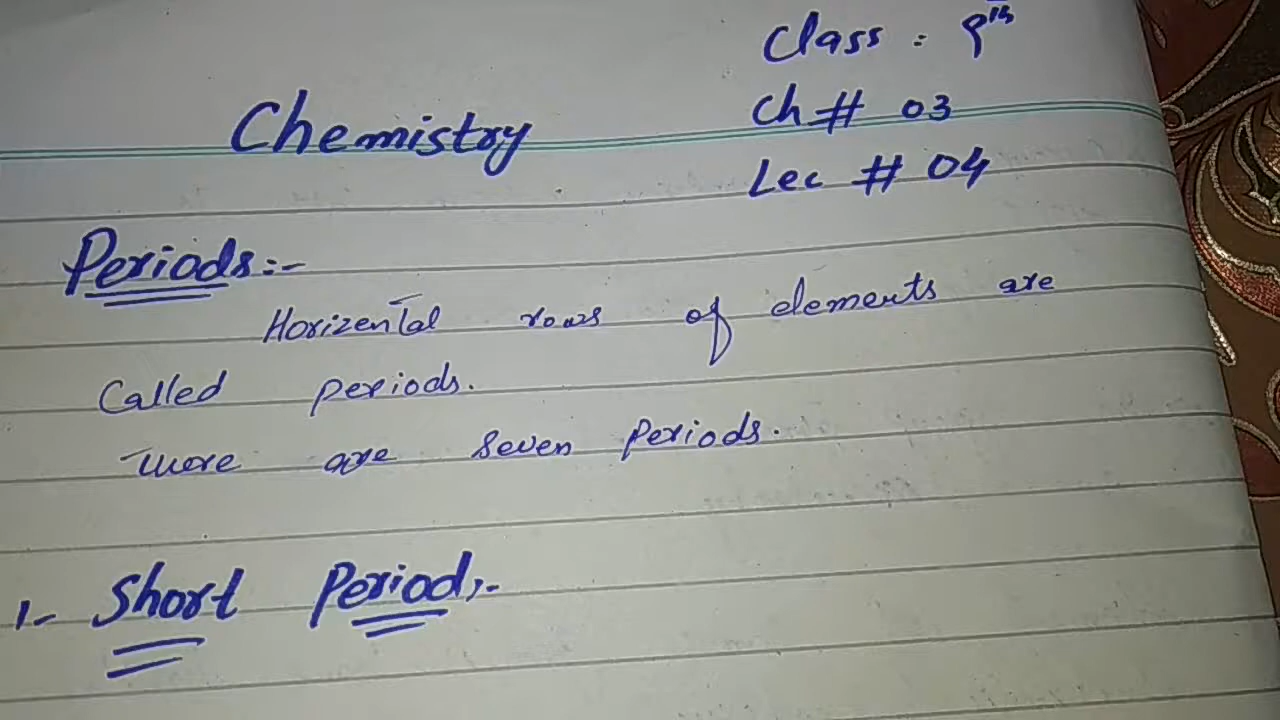 Class : 9th
Chemistry
Ch # 03
Lec # 04
Periods:-
Horizental rows of elements are
Called periods.
There are seven Periods.
1- Short Period:-